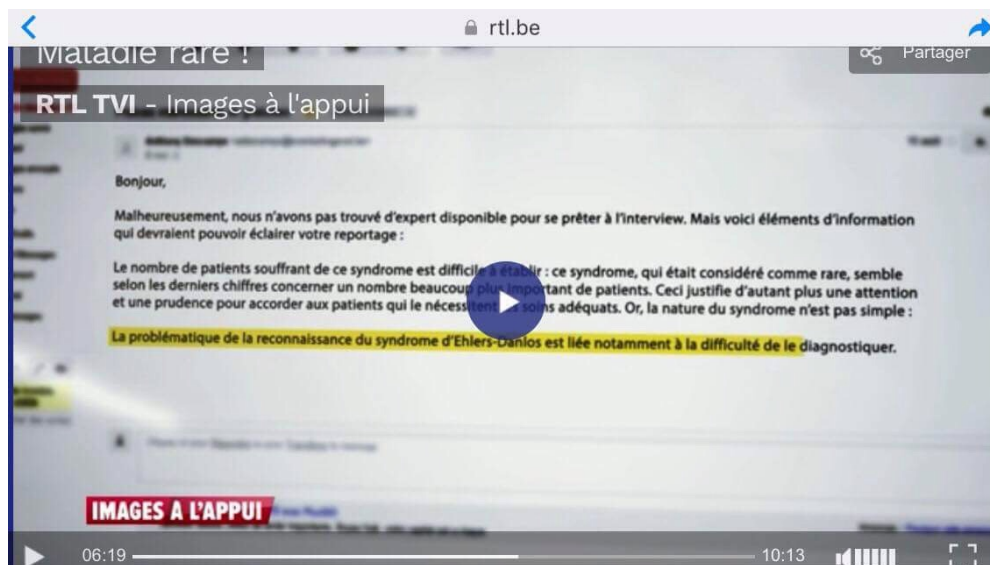 rtl.be
Maladie rare !
Partager
RTL TVI - Images à l'appui
Bonjour,
Malheureusement, nous n'avons pas trouvé d'expert disponible pour se prêter à l'interview. Mais voici éléments d'information
qui devraient pouvoir éclairer votre reportage :
Le nombre de patients souffrant de ce syndrome est difficile à établir : ce syndrome, qui était considéré comme rare, semble
selon les derniers chiffres concerner un nombre beaucoup plus important de patients. Ceci justifie d'autant plus une attention
et une prudence pour accorder aux patients qui le nécessitent les soins adéquats. Or, la nature du syndrome n'est pas simple :
La problématique de la reconnaissance du syndrome d'Ehlers-Danlos est liée notamment à la difficulté de le diagnostiquer.
IMAGES À L'APPUI
06:19
10:13